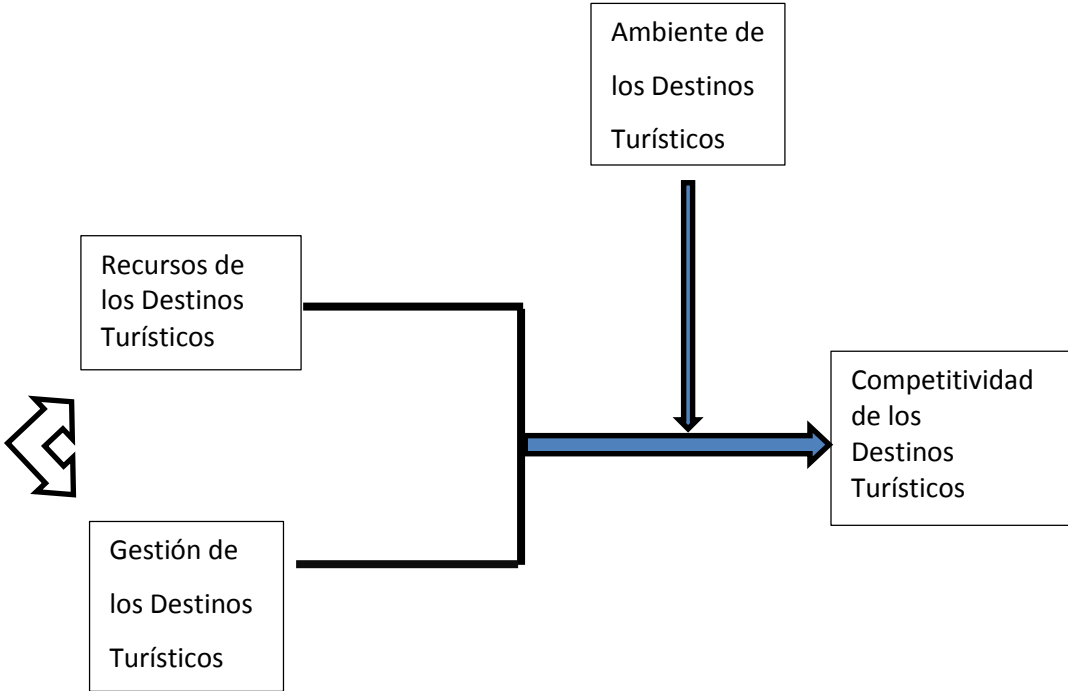 Ambiente de
los Destinos
Turísticos
Recursos de
los Destinos
Turísticos
Competitividad
de los
Destinos
Turísticos
Gestión de
los Destinos
Turísticos